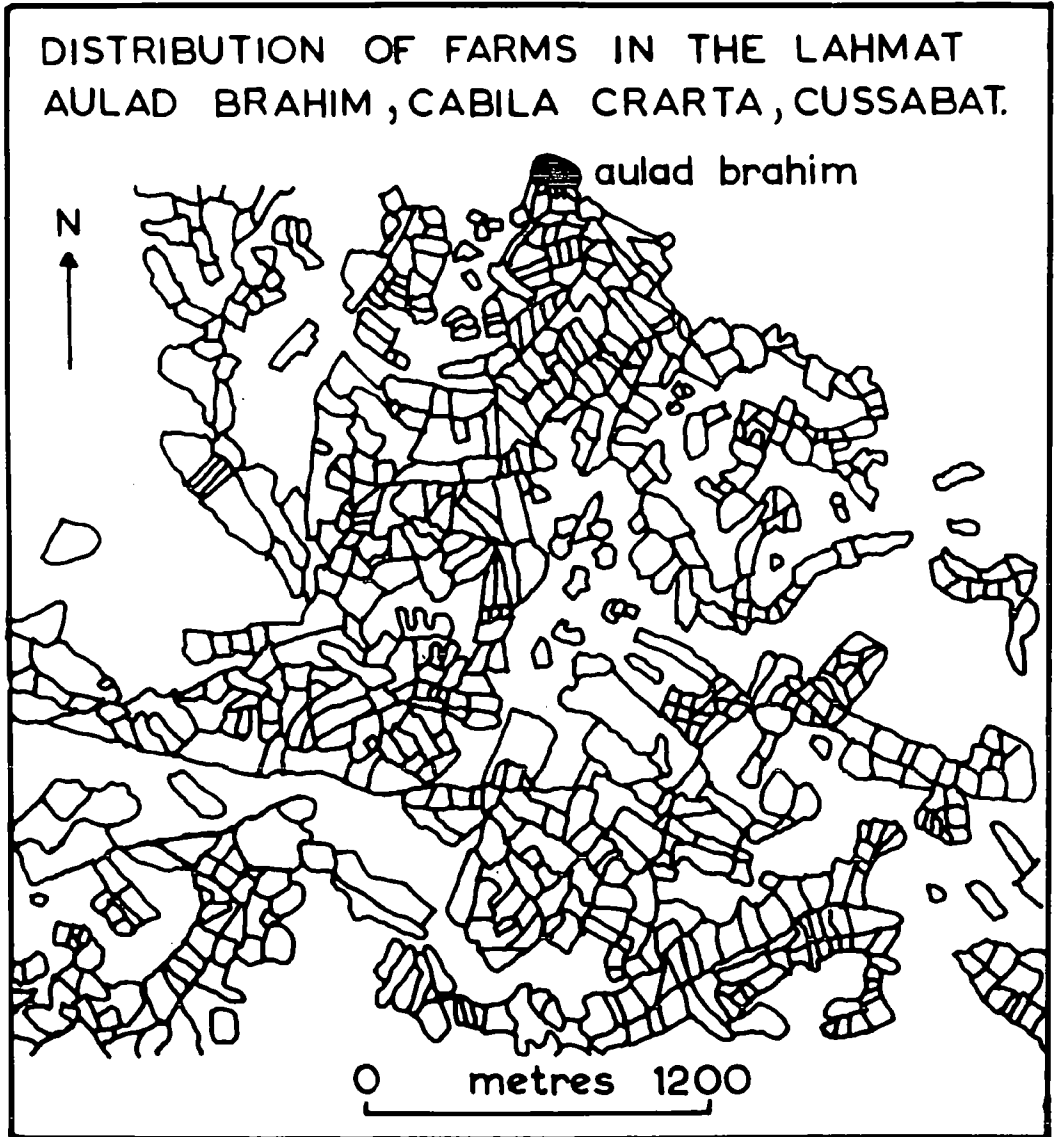 DISTRIBUTION OF FARMS IN THE LAHMAT
AULAD BRAHIM, CABILA CRARTA, CUSSABAT.
aulad brahim
N
0 metres 1200